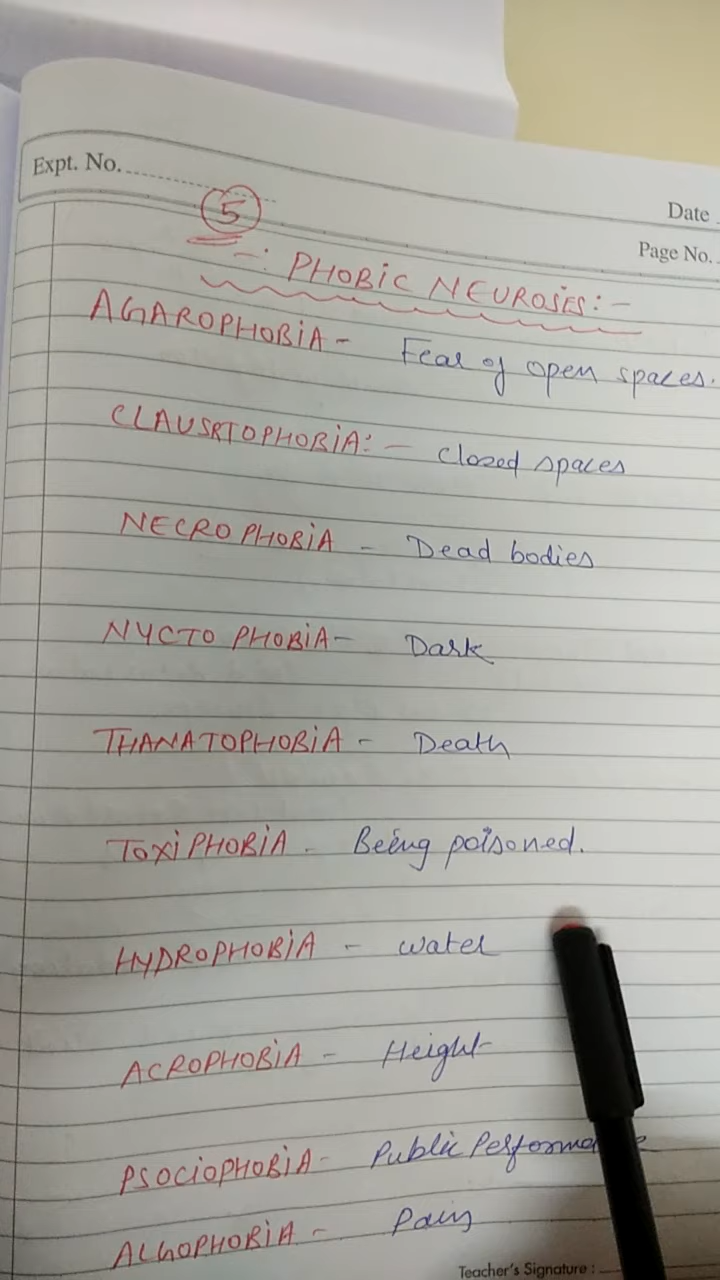 Expt. No.
Date
Page No.
5
-: PHOBiC NEUROSiES:-
AGAROPHOBiA - Fear of open spaces.
CLAUSRTOPHOBiA:- Closed spaces
NECROPHOBiA - Dead bodies
NYCTO PHOBiA- Dark
THANATOPHOBiA - Death
TOXiPHOBiA - Being poisoned.
HYDROPHOBiA - water
ACROPHOBiA - Height
PSOCIOPHOBiA- Public
ALGOPHOBiA - Pain
Teacher's Signature :